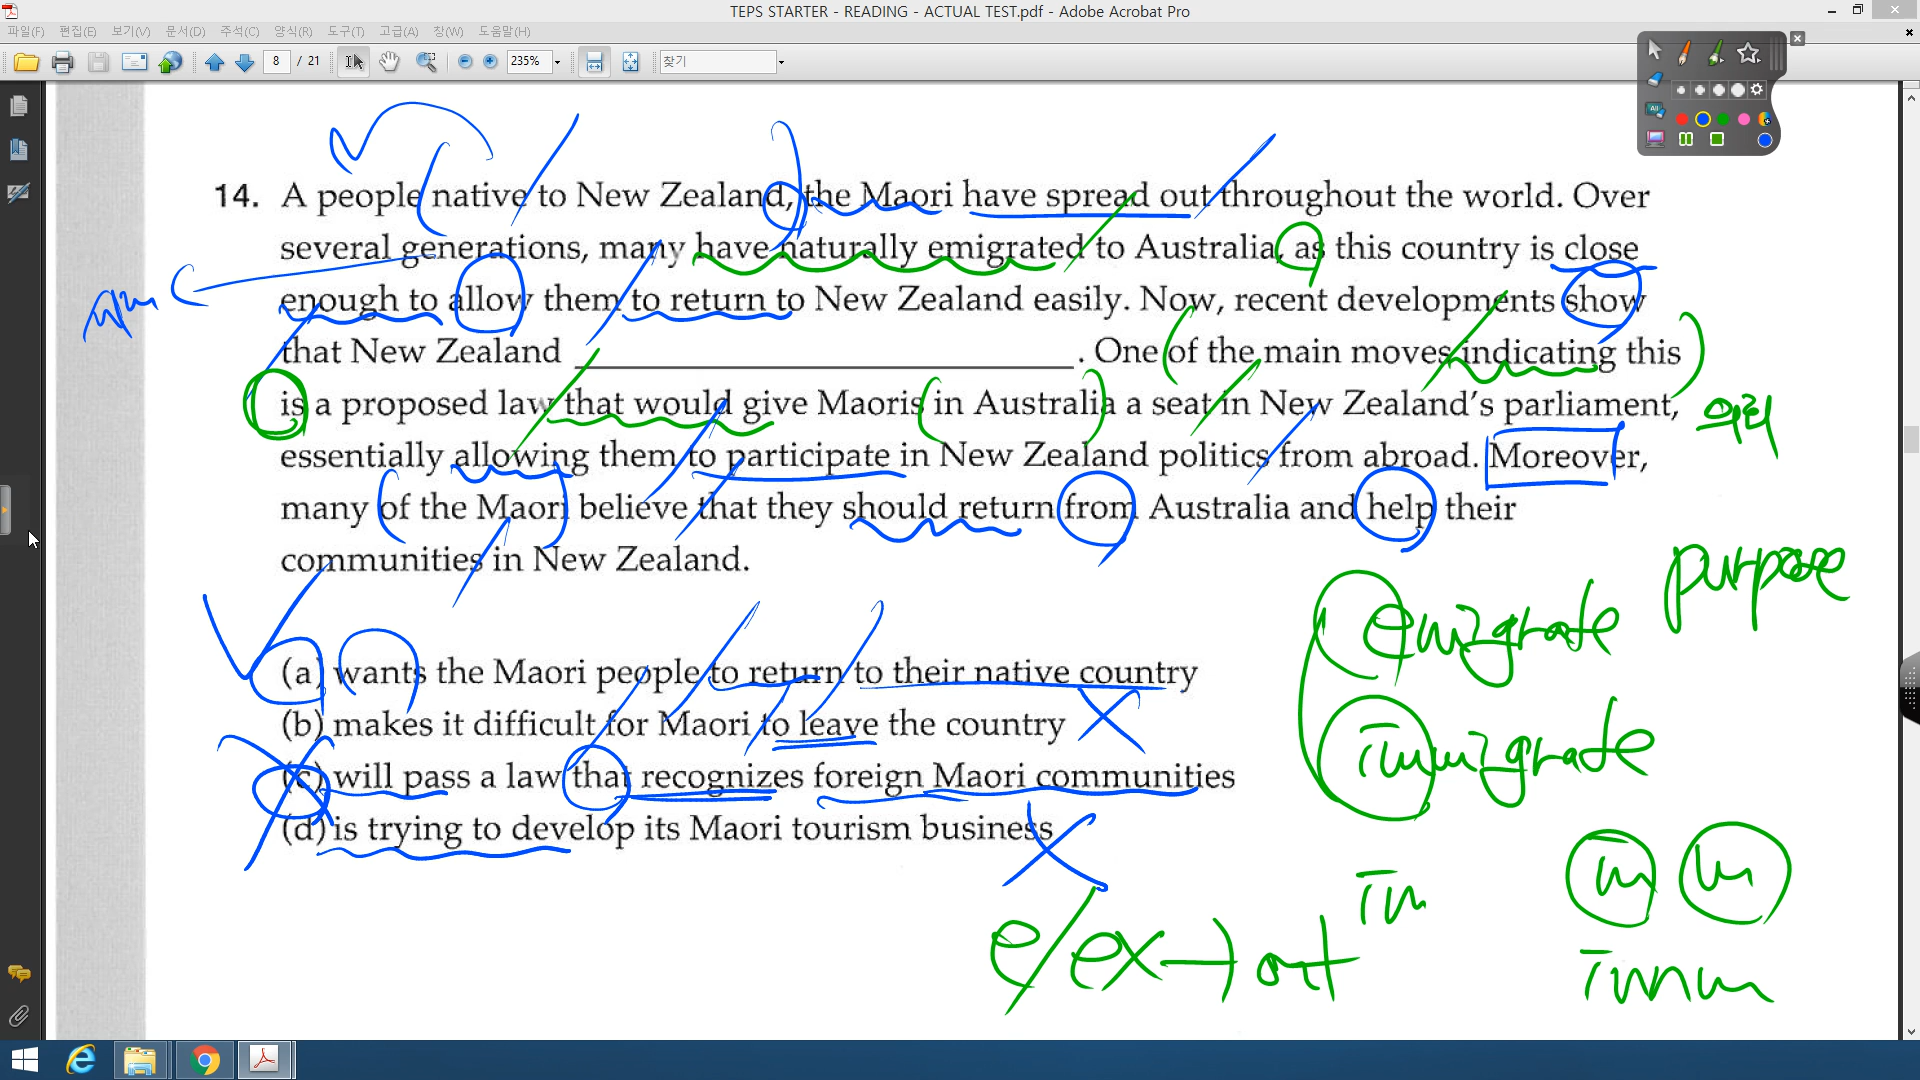 TEPS STARTER - READING - ACTUAL TEST.pdf - Adobe Acrobat Pro
파일(F) 편집(E) 보기(V) 문서(D) 주석(C) 양식(R) 도구(T) 고급(A) 창(W) 도움말(H)
8 / 21 235% 찾기
14. A people native to New Zealand, the Maori have spread out throughout the world. Over
several generations, many have naturally emigrated to Australia, as this country is close
enough to allow them to return to New Zealand easily. Now, recent developments show
that New Zealand ______________. One of the main moves indicating this
is a proposed law that would give Maoris in Australia a seat in New Zealand's parliament,
essentially allowing them to participate in New Zealand politics from abroad. Moreover,
many of the Maori believe that they should return from Australia and help their
communities in New Zealand.
purpose
emigrate
(a) wants the Maori people to return to their native country
(b) makes it difficult for Maori to leave the country
immigrate
(c) will pass a law that recognizes foreign Maori communities
(d) is trying to develop its Maori tourism business
e/ex → out